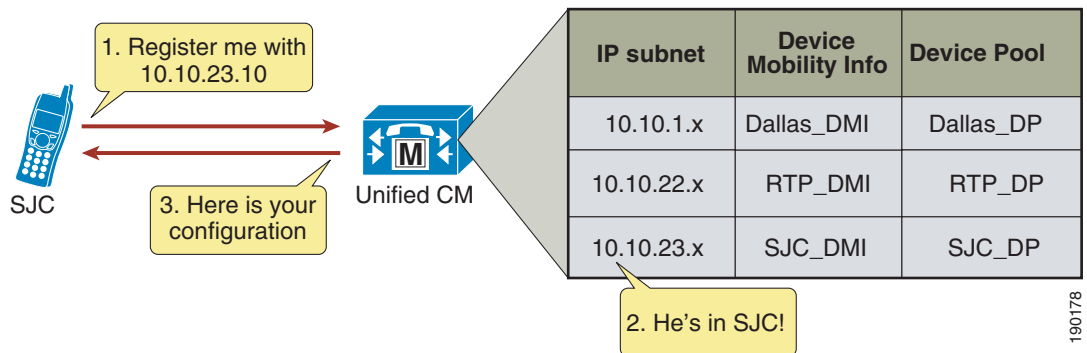 1. Register me with
10.10.23.10
SJC
3. Here is your
configuration
M
Unified CM
IP subnet
Device
Mobility Info
Device Pool
10.10.1.x
Dallas_DMI
Dallas_DP
10.10.22.x
RTP_DMI
RTP_DP
10.10.23.x
SJC_DMI
SJC_DP
2. He's in SJC!
190178